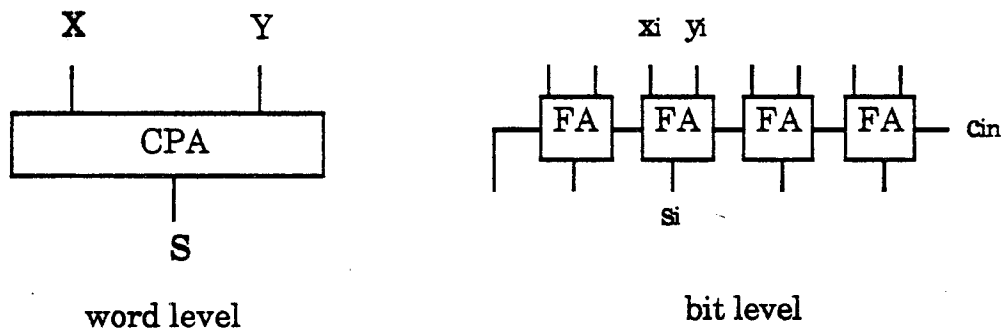 X Y
CPA
S
word level
xi yi
FA FA FA FA
cin
si
bit level